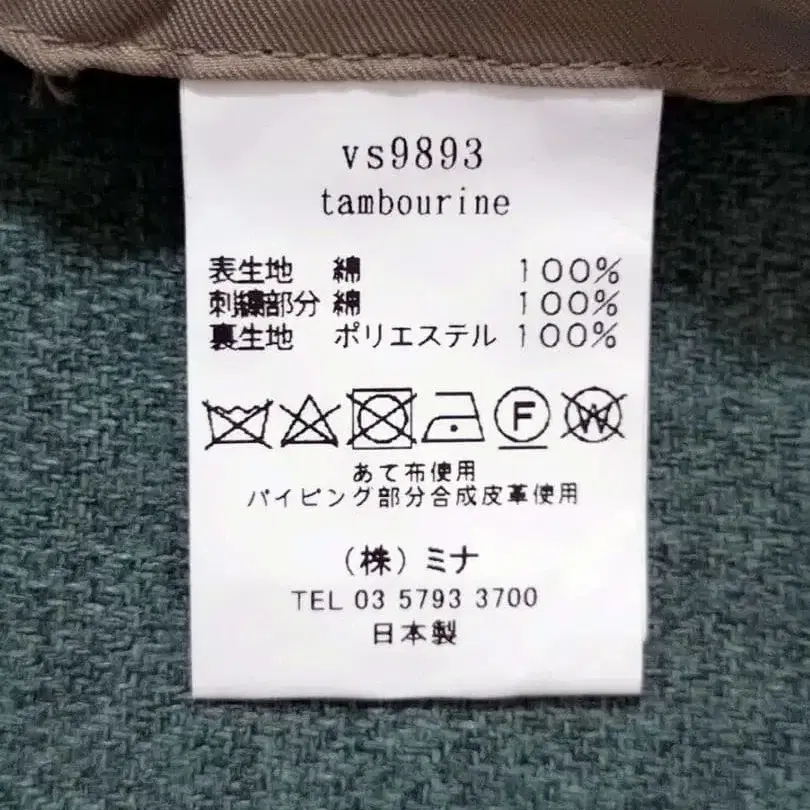 vs9893
tambourine
表生地 綿 100%
刺繍部分 綿 100%
裏生地 ポリエステル 100%
F W
あて布使用
パイピング部分合成皮革使用
(株)ミナ
TEL 03 5793 3700
日本製